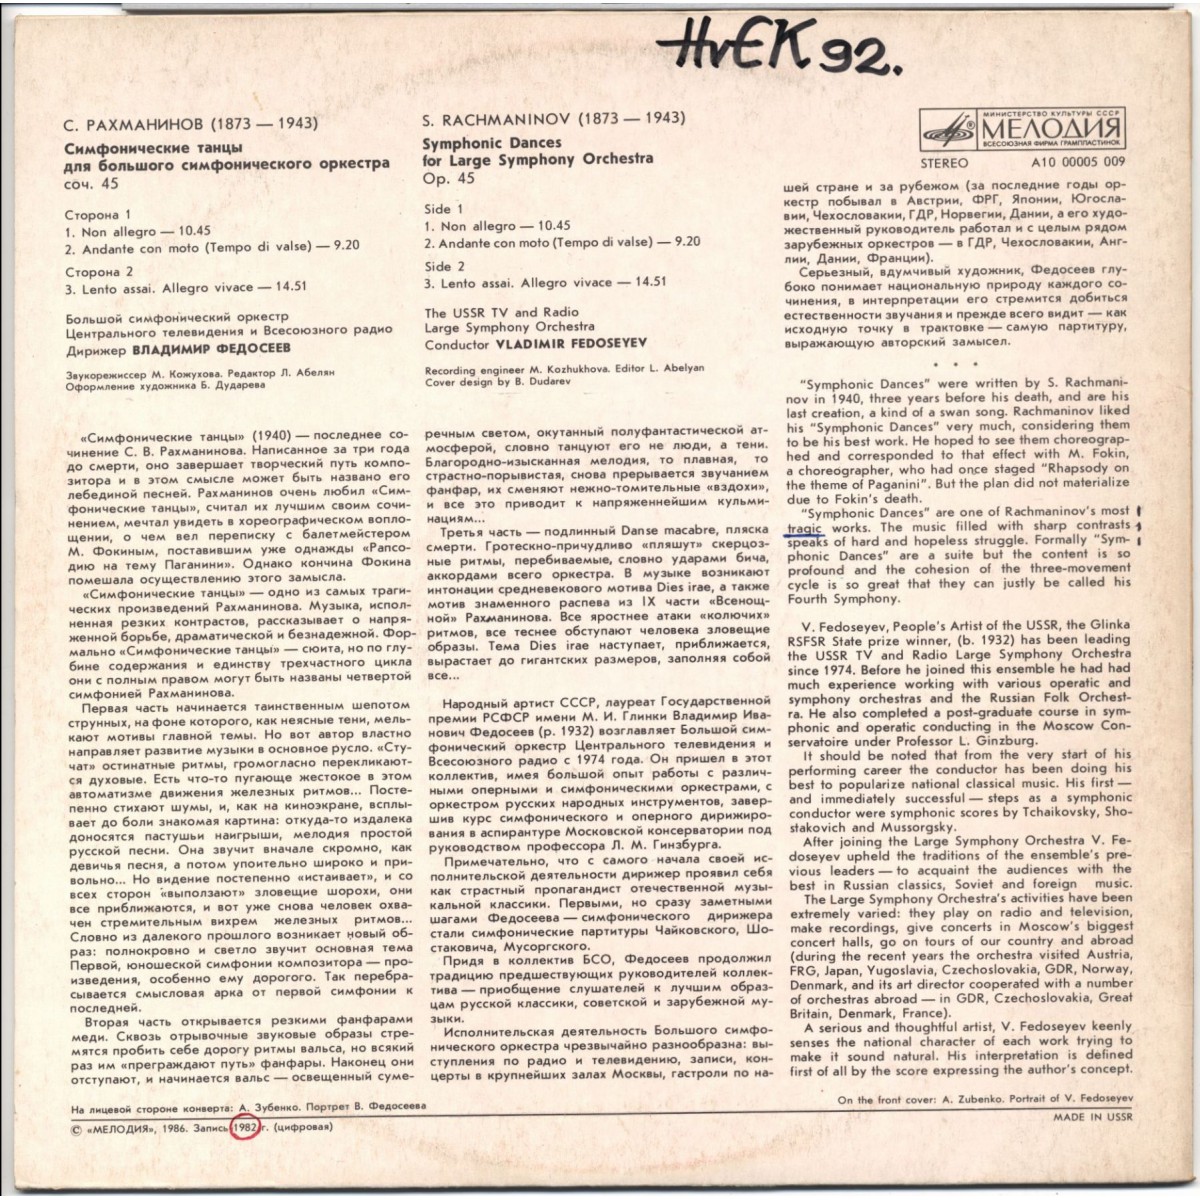 HvEK 92.
С. РАХМАНИНОВ (1873 — 1943)
Симфонические танцы
для большого симфонического оркестра
соч. 45
Сторона 1
1. Non allegro — 10.45
2. Andante con moto (Tempo di valse) — 9.20
Сторона 2
3. Lento assai. Allegro vivace — 14.51
Большой симфонический оркестр
Центрального телевидения и Всесоюзного радио
Дирижер ВЛАДИМИР ФЕДОСЕЕВ
Звукорежиссер М. Кожухова. Редактор Л. Абелян
Оформление художника Б. Дударева
S. RACHMANINOV (1873 — 1943)
Symphonic Dances
for Large Symphony Orchestra
Op. 45
Side 1
1. Non allegro — 10.45
2. Andante con moto (Tempo di valse) — 9.20
Side 2
3. Lento assai. Allegro vivace — 14.51
The USSR TV and Radio
Large Symphony Orchestra
Conductor VLADIMIR FEDOSEYEV
Recording engineer M. Kozhukhova. Editor L. Abelyan
Cover design by B. Dudarev
МИНИСТЕРСТВО КУЛЬТУРЫ СССР
МЕЛОДИЯ
ВСЕСОЮЗНАЯ ФИРМА ГРАМПЛАСТИНОК
STEREO А10 00005 009
«Симфонические танцы» (1940) — последнее со-
чинение С. В. Рахманинова. Написанное за три года
до смерти, оно завершает творческий путь компо-
зитора и в этом смысле может быть названо его
лебединой песней. Рахманинов очень любил «Сим-
фонические танцы», считал их лучшим своим сочи-
нением, мечтал увидеть в хореографическом вопло-
щении, о чем вел переписку с балетмейстером
М. Фокиным, поставившим уже однажды «Рапсо-
дию на тему Паганини». Однако кончина Фокина
помешала осуществлению этого замысла.
«Симфонические танцы» — одно из самых траги-
ческих произведений Рахманинова. Музыка, испол-
ненная резких контрастов, рассказывает о напря-
женной борьбе, драматической и безнадежной. Фор-
мально «Симфонические танцы» — сюита, но по глу-
бине содержания и единству трехчастного цикла
они с полным правом могут быть названы четвертой
симфонией Рахманинова.
Первая часть начинается таинственным шепотом
струнных, на фоне которого, как неясные тени, мель-
кают мотивы главной темы. Но вот автор властно
направляет развитие музыки в основное русло. «Сту-
чат» остинатные ритмы, громогласно перекликают-
ся духовые. Есть что-то пугающе жестокое в этом
автоматизме движения железных ритмов... Посте-
пенно стихают шумы, и, как на киноэкране, всплы-
вает до боли знакомая картина: откуда-то издалека
доносятся пастушьи наигрыши, мелодия простой
русской песни. Она звучит вначале скромно, как
девичья песня, а потом упоительно широко и при-
вольно... Но видение постепенно «истаивает», и со
всех сторон «выползают» зловещие шорохи, они
все приближаются, и вот уже снова человек охва-
чен стремительным вихрем железных ритмов...
Словно из далекого прошлого возникает новый об-
раз: полнокровно и светло звучит основная тема
Первой, юношеской симфонии композитора — про-
изведения, особенно ему дорогого. Так перебра-
сывается смысловая арка от первой симфонии к
последней.
Вторая часть открывается резкими фанфарами
меди. Сквозь отрывочные звуковые образы стре-
мятся пробить себе дорогу ритмы вальса, но всякий
раз им «преграждают путь» фанфары. Наконец они
отступают, и начинается вальс — освещенный суме-
речным светом, окутанный полуфантастической ат-
мосферой, словно танцуют его не люди, а тени.
Благородно-изысканная мелодия, то плавная, то
страстно-порывистая, снова прерывается звучанием
фанфар, их сменяют нежно-томительные «вздохи»,
и все это приводит к напряженнейшим кульми-
нациям...
Третья часть — подлинный Danse macabre, пляска
смерти. Гротескно-причудливо «пляшут» скерцоз-
ные ритмы, перебиваемые, словно ударами бича,
аккордами всего оркестра. В музыке возникают
интонации средневекового мотива Dies irae, а также
мотив знаменного распева из IX части «Всенощ-
ной» Рахманинова. Все яростнее атаки «колючих»
ритмов, все теснее обступают человека зловещие
образы. Тема Dies irae наступает, приближается,
вырастает до гигантских размеров, заполняя собой
все...
Народный артист СССР, лауреат Государственной
премии РСФСР имени М. И. Глинки Владимир Ива-
нович Федосеев (р. 1932) возглавляет Большой сим-
фонический оркестр Центрального телевидения и
Всесоюзного радио с 1974 года. Он пришел в этот
коллектив, имея большой опыт работы с различ-
ными оперными и симфоническими оркестрами, с
оркестром русских народных инструментов, завер-
шив курс симфонического и оперного дирижиро-
вания в аспирантуре Московской консерватории под
руководством профессора Л. М. Гинзбурга.
Примечательно, что с самого начала своей ис-
полнительской деятельности дирижер проявил себя
как страстный пропагандист отечественной музы-
кальной классики. Первыми, но сразу заметными
шагами Федосеева — симфонического дирижера
стали симфонические партитуры Чайковского, Шо-
стаковича, Мусоргского.
Придя в коллектив БСО, Федосеев продолжил
традицию предшествующих руководителей коллек-
тива — приобщение слушателей к лучшим образ-
цам русской классики, советской и зарубежной му-
зыки.
Исполнительская деятельность Большого симфо-
нического оркестра чрезвычайно разнообразна: вы-
ступления по радио и телевидению, записи, кон-
церты в крупнейших залах Москвы, гастроли по на-
шей стране и за рубежом (за последние годы ор-
кестр побывал в Австрии, ФРГ, Японии, Югосла-
вии, Чехословакии, ГДР, Норвегии, Дании, а его худо-
жественный руководитель работал и с целым рядом
зарубежных оркестров — в ГДР, Чехословакии, Анг-
лии, Дании, Франции).
Серьезный, вдумчивый художник, Федосеев глу-
боко понимает национальную природу каждого со-
чинения, в интерпретации его стремится добиться
естественности звучания и прежде всего видит — как
исходную точку в трактовке — самую партитуру,
выражающую авторский замысел.
* * *
"Symphonic Dances" were written by S. Rachmani-
nov in 1940, three years before his death, and are his
last creation, a kind of a swan song. Rachmaninov liked
his "Symphonic Dances" very much, considering them
to be his best work. He hoped to see them choreograp-
hed and corresponded to that effect with M. Fokin,
a choreographer, who had once staged "Rhapsody on
the theme of Paganini". But the plan did not materialize
due to Fokin's death.
"Symphonic Dances" are one of Rachmaninov's most
tragic works. The music filled with sharp contrasts
speaks of hard and hopeless struggle. Formally "Sym-
phonic Dances" are a suite but the content is so
profound and the cohesion of the three-movement
cycle is so great that they can justly be called his
Fourth Symphony.
V. Fedoseyev, People's Artist of the USSR, the Glinka
RSFSR State prize winner, (b. 1932) has been leading
the USSR TV and Radio Large Symphony Orchestra
since 1974. Before he joined this ensemble he had had
much experience working with various operatic and
symphony orchestras and the Russian Folk Orchest-
ra. He also completed a post-graduate course in sym-
phonic and operatic conducting in the Moscow Con-
servatoire under Professor L. Ginzburg.
It should be noted that from the very start of his
performing career the conductor has been doing his
best to popularize national classical music. His first —
and immediately successful — steps as a symphonic
conductor were symphonic scores by Tchaikovsky, Sho-
stakovich and Mussorgsky.
After joining the Large Symphony Orchestra V. Fe-
doseyev upheld the traditions of the ensemble's pre-
vious leaders — to acquaint the audiences with the
best in Russian classics, Soviet and foreign music.
The Large Symphony Orchestra's activities have been
extremely varied: they play on radio and television,
make recordings, give concerts in Moscow's biggest
concert halls, go on tours of our country and abroad
(during the recent years the orchestra visited Austria,
FRG, Japan, Yugoslavia, Czechoslovakia, GDR, Norway,
Denmark, and its art director cooperated with a number
of orchestras abroad — in GDR, Czechoslovakia, Great
Britain, Denmark, France).
A serious and thoughtful artist, V. Fedoseyev keenly
senses the national character of each work trying to
make it sound natural. His interpretation is defined
first of all by the score expressing the author's concept.
На лицевой стороне конверта: А. Зубенко. Портрет В. Федосеева
On the front cover: A. Zubenko. Portrait of V. Fedoseyev
© «МЕЛОДИЯ», 1986. Запись 1982 г. (цифровая)
MADE IN USSR